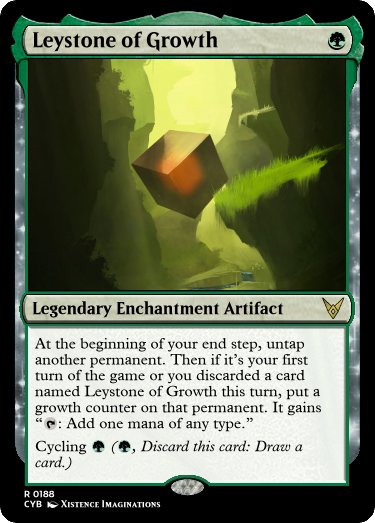 Leystone of Growth
Legendary Enchantment Artifact
At the beginning of your end step, untap
another permanent. Then if it's your first
turn of the game or you discarded a card
named Leystone of Growth this turn, put a
growth counter on that permanent. It gains
“: Add one mana of any type.”
Cycling (, Discard this card: Draw a
card.)
R 0188
CYB Xistence Imaginations